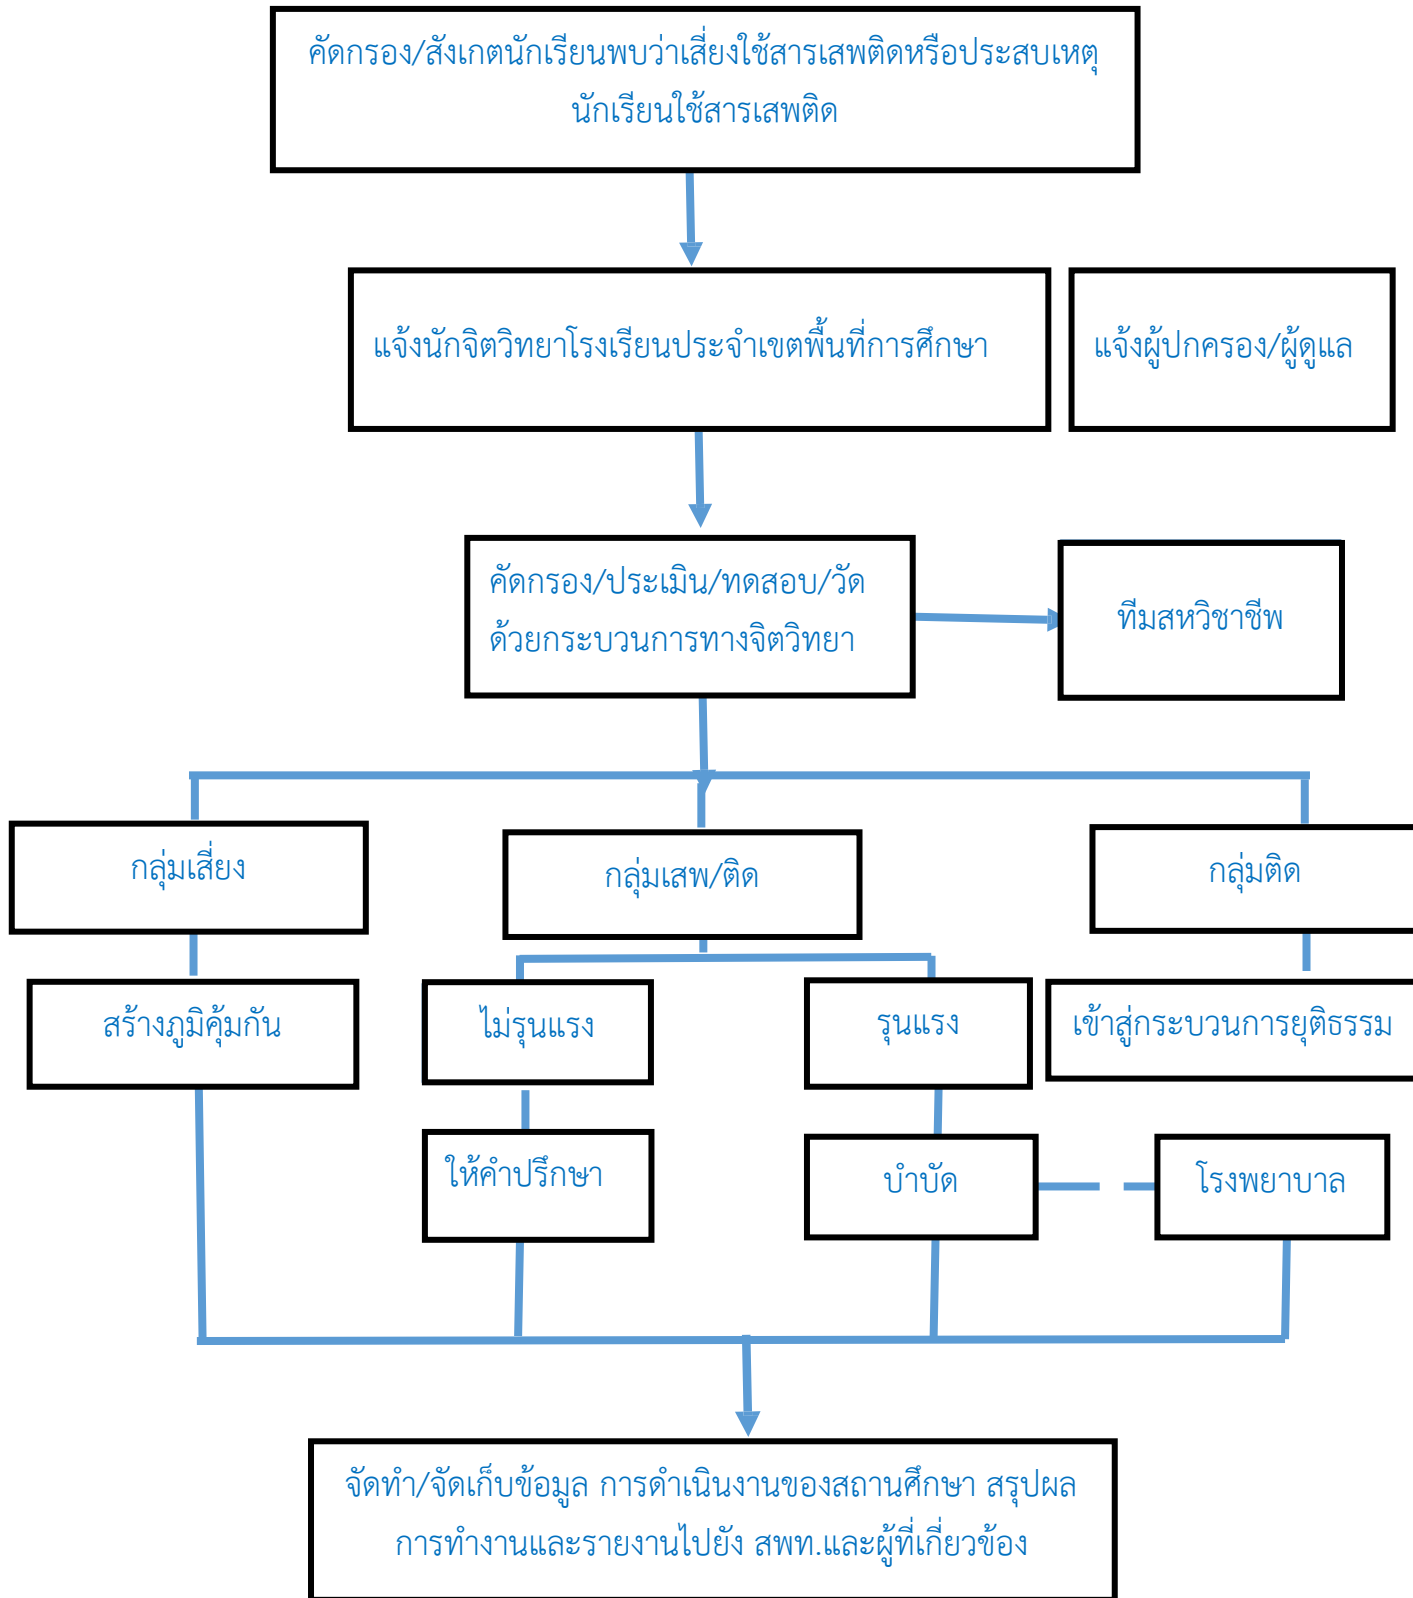 คัดกรอง/สังเกตนักเรียนพบว่าเสี่ยงใช้สารเสพติดหรือประสบเหตุ
นักเรียนใช้สารเสพติด
แจ้งนักจิตวิทยาโรงเรียนประจำเขตพื้นที่การศึกษา
แจ้งผู้ปกครอง/ผู้ดูแล
คัดกรอง/ประเมิน/ทดสอบ/วัด
ด้วยกระบวนการทางจิตวิทยา
ทีมสหวิชาชีพ
กลุ่มเสี่ยง
กลุ่มเสพ/ติด
กลุ่มติด
สร้างภูมิคุ้มกัน
ไม่รุนแรง
รุนแรง
เข้าสู่กระบวนการยุติธรรม
ให้คำปรึกษา
บำบัด
โรงพยาบาล
จัดทำ/จัดเก็บข้อมูล การดำเนินงานของสถานศึกษา สรุปผล
การทำงานและรายงานไปยัง สพท.และผู้ที่เกี่ยวข้อง